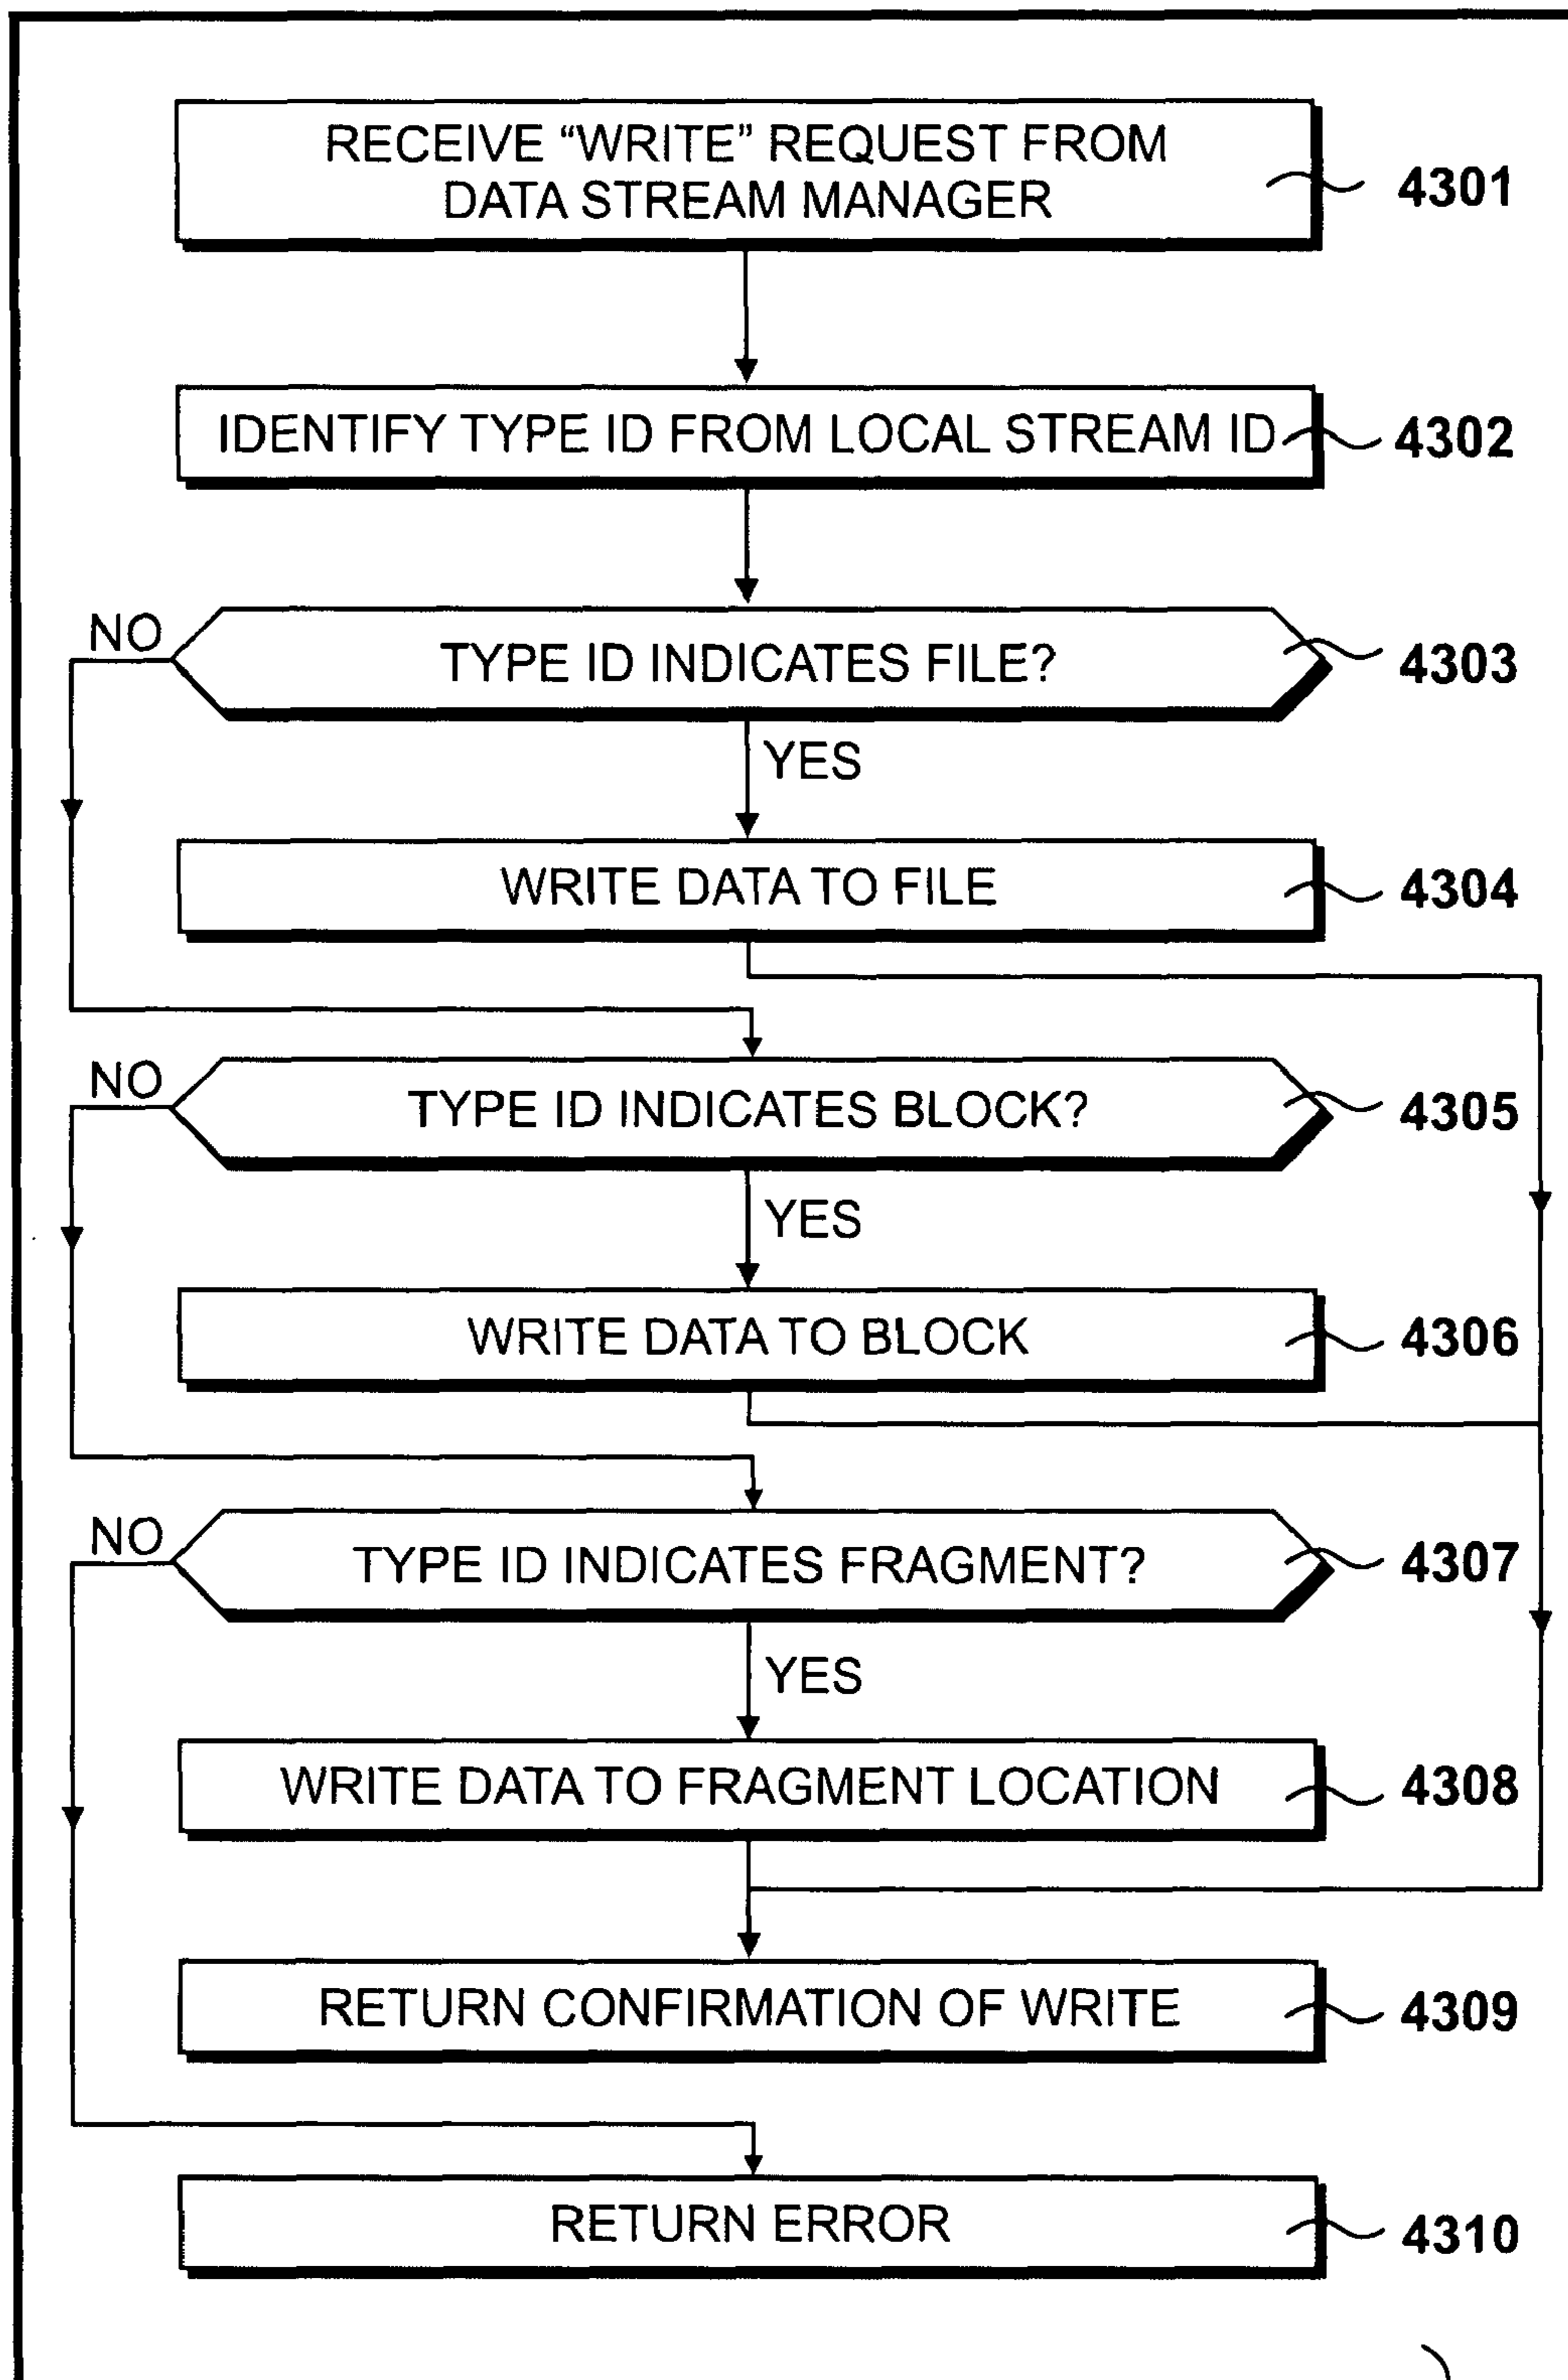 RECEIVE “WRITE” REQUEST FROM
DATA STREAM MANAGER
4301
IDENTIFY TYPE ID FROM LOCAL STREAM ID
4302
NO
TYPE ID INDICATES FILE?
4303
YES
WRITE DATA TO FILE
4304
NO
TYPE ID INDICATES BLOCK?
4305
YES
WRITE DATA TO BLOCK
4306
NO
TYPE ID INDICATES FRAGMENT?
4307
YES
WRITE DATA TO FRAGMENT LOCATION
4308
RETURN CONFIRMATION OF WRITE
4309
RETURN ERROR
4310